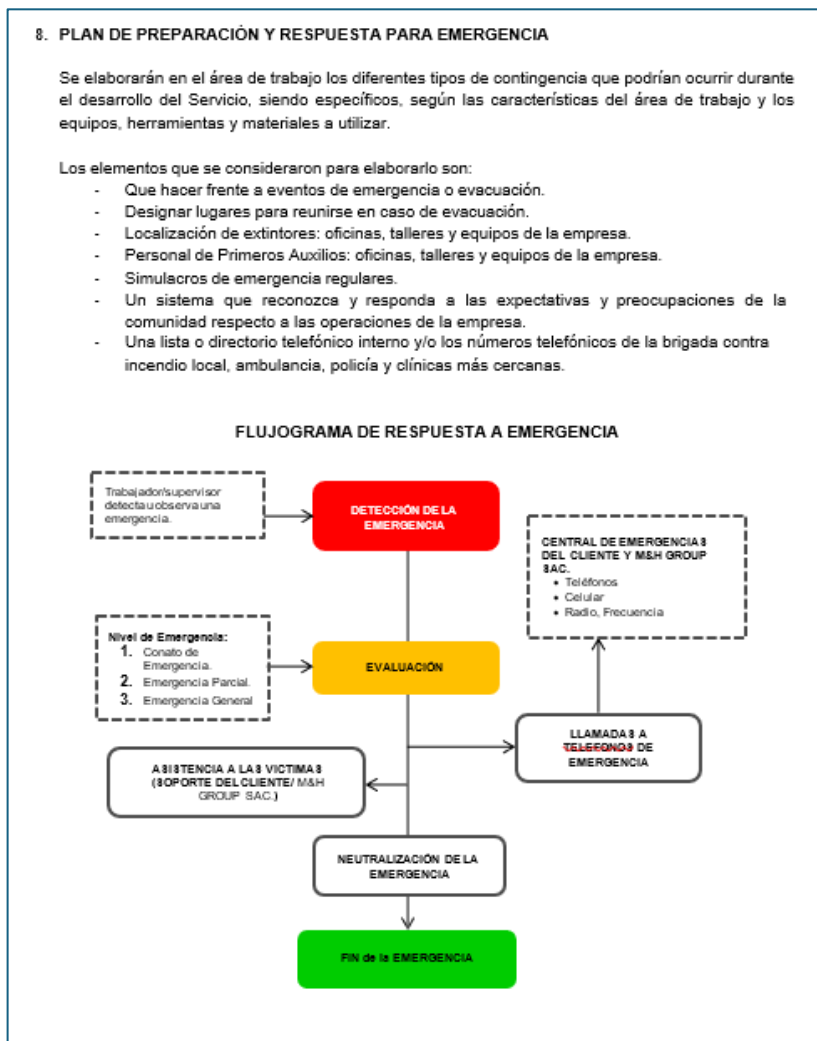 8. PLAN DE PREPARACIÓN Y RESPUESTA PARA EMERGENCIA
Se elaborarán en el área de trabajo los diferentes tipos de contingencia que podrían ocurrir durante
el desarrollo del Servicio, siendo específicos, según las características del área de trabajo y los
equipos, herramientas y materiales a utilizar.
Los elementos que se consideraron para elaborarlo son:
- Que hacer frente a eventos de emergencia o evacuación.
- Designar lugares para reunirse en caso de evacuación.
- Localización de extintores: oficinas, talleres y equipos de la empresa.
- Personal de Primeros Auxilios: oficinas, talleres y equipos de la empresa.
- Simulacros de emergencia regulares.
- Un sistema que reconozca y responda a las expectativas y preocupaciones de la
comunidad respecto a las operaciones de la empresa.
- Una lista o directorio telefónico interno y/o los números telefónicos de la brigada contra
incendio local, ambulancia, policía y clínicas más cercanas.
FLUJOGRAMA DE RESPUESTA A EMERGENCIA
Trabajador/supervisor
detecta u observa una
emergencia.
DETECCIÓN DE LA
EMERGENCIA
CENTRAL DE EMERGENCIAS
DEL CLIENTE Y M&H GROUP
SAC.
• Teléfonos
• Celular
• Radio, Frecuencia
Nivel de Emergencia:
1. Conato de
Emergencia.
2. Emergencia Parcial.
3. Emergencia General
EVALUACIÓN
LLAMADAS A
TELEFONOS DE
EMERGENCIA
ASISTENCIA A LAS VICTIMAS
(SOPORTE DEL CLIENTE/ M&H
GROUP SAC.)
NEUTRALIZACIÓN DE LA
EMERGENCIA
FIN de la EMERGENCIA